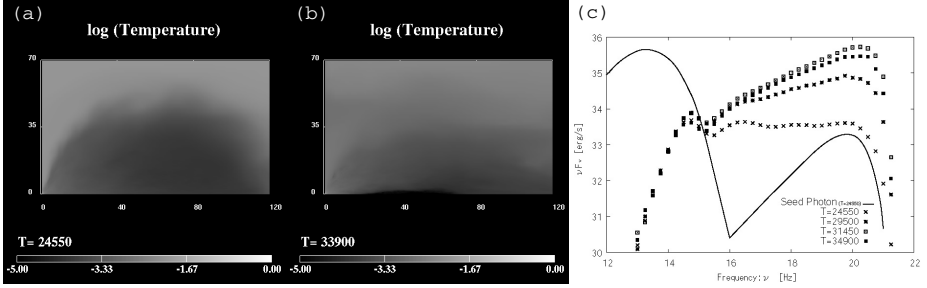 (a)
log (Temperature)
70
35
0
0 40 80 120
T= 24550
-5.00 -3.33 -1.67 0.00
(b)
log (Temperature)
70
35
0
0 40 80 120
T= 33900
-5.00 -3.33 -1.67 0.00
(c)
36
35
34
33
32
31
30
νFν [erg/s]
12 14 16 18 20 22
Frequency: ν [Hz]
Seed Photon (T=24550)
T=24550
T=29500
T=31450
T=34900